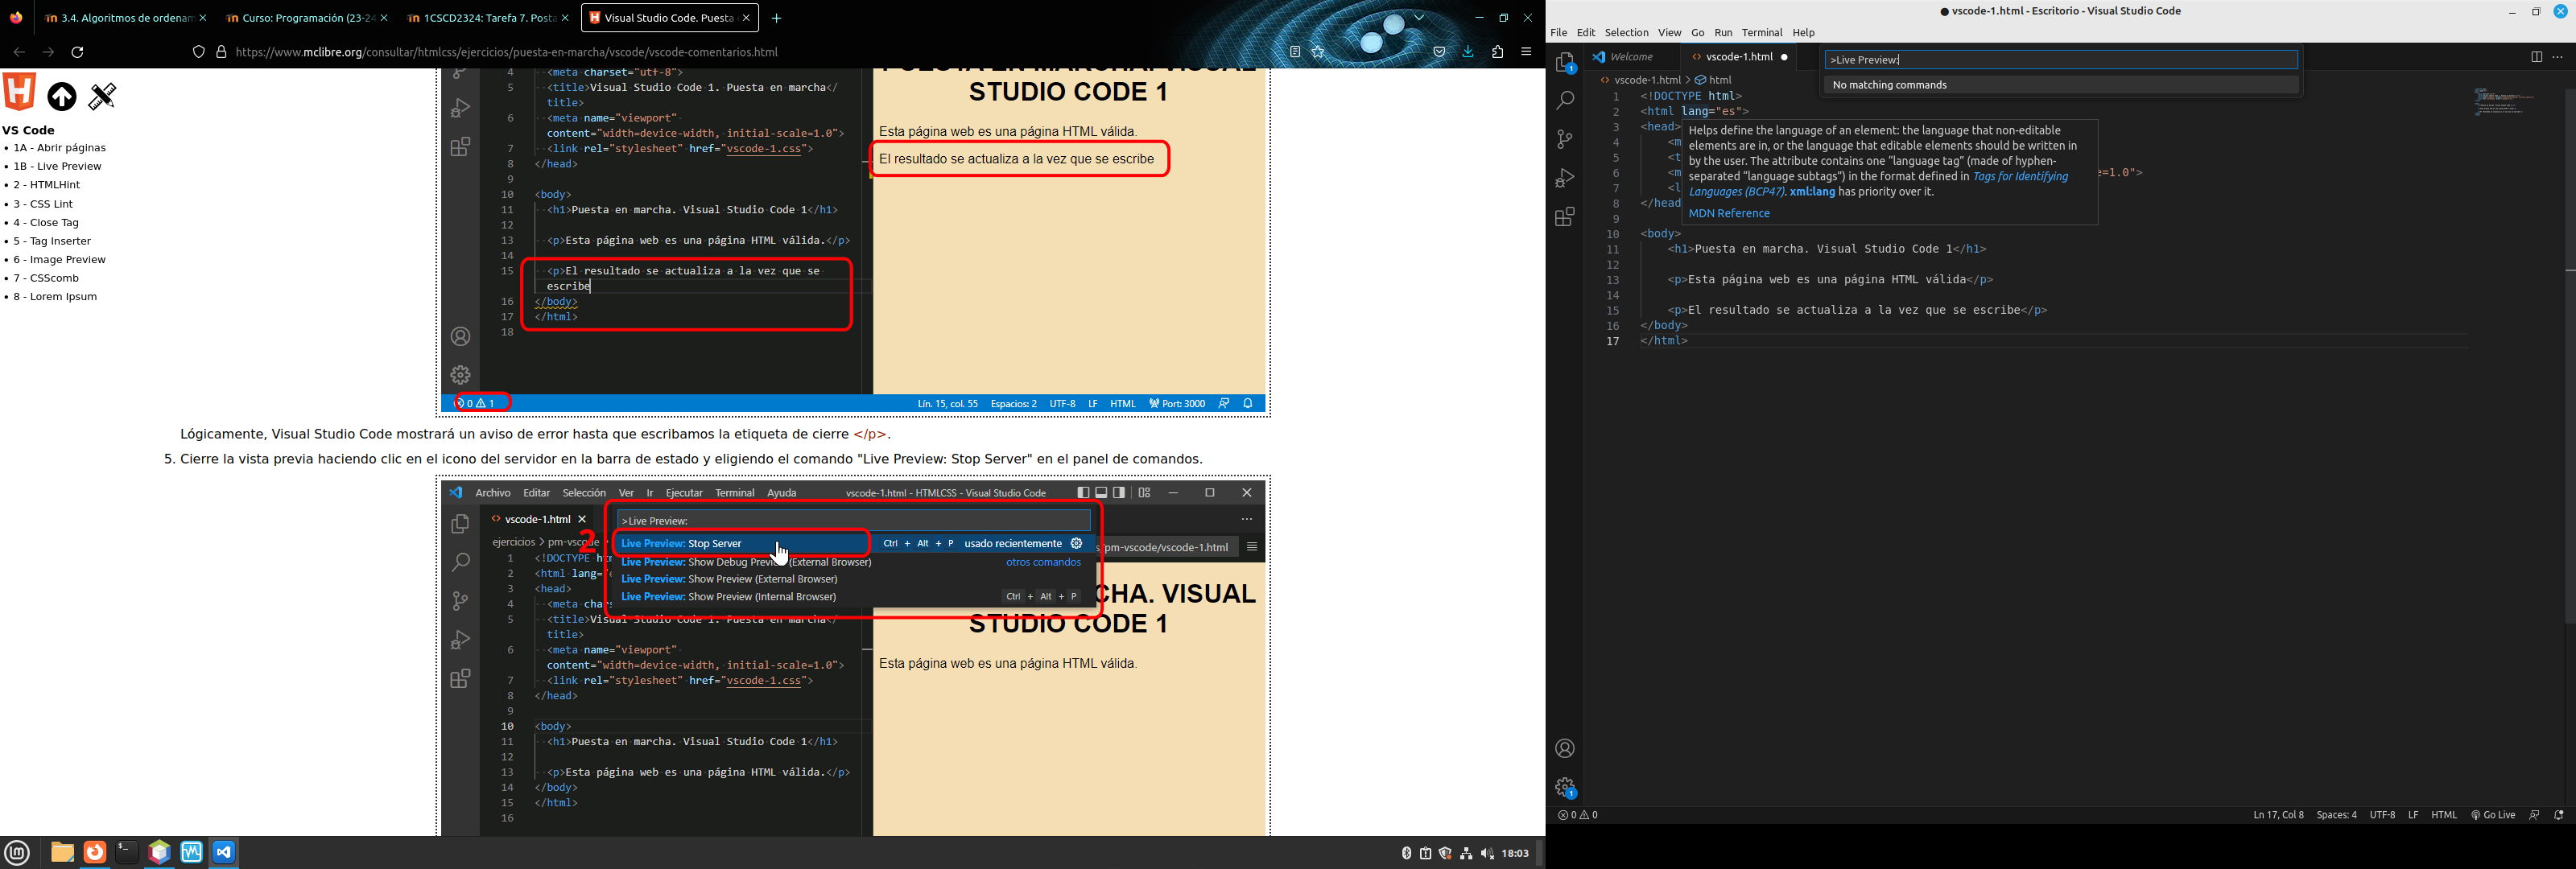 3.4. Algoritmos de ordenam
Curso: Programación (23-24
1CSCD2324: Tarefa 7. Posta
Visual Studio Code. Puesta
https://www.mclibre.org/consultar/htmlcss/ejercicios/puesta-en-marcha/vscode/vscode-comentarios.html
VS Code
• 1A - Abrir páginas
• 1B - Live Preview
• 2 - HTMLHint
• 3 - CSS Lint
• 4 - Close Tag
• 5 - Tag Inserter
• 6 - Image Preview
• 7 - CSScomb
• 8 - Lorem Ipsum
4 <meta charset="utf-8">
5 <title>Visual Studio Code 1. Puesta en marcha</
title>
6 <meta name="viewport"
content="width=device-width, initial-scale=1.0">
7 <link rel="stylesheet" href="vscode-1.css">
8 </head>
9
10 <body>
11 <h1>Puesta en marcha. Visual Studio Code 1</h1>
12
13 <p>Esta página web es una página HTML válida.</p>
14
15 <p>El resultado se actualiza a la vez que se
escribe
16 </body>
17 </html>
18
PUESTA EN MARCHA. VISUAL
STUDIO CODE 1
Esta página web es una página HTML válida.
El resultado se actualiza a la vez que se escribe
0 1
Lín. 15, col. 55 Espacios: 2 UTF-8 LF HTML Port: 3000
Lógicamente, Visual Studio Code mostrará un aviso de error hasta que escribamos la etiqueta de cierre </p>.
5. Cierre la vista previa haciendo clic en el icono del servidor en la barra de estado y eligiendo el comando "Live Preview: Stop Server" en el panel de comandos.
Archivo Editar Selección Ver Ir Ejecutar Terminal Ayuda vscode-1.html - HTMLCSS - Visual Studio Code
vscode-1.html
>Live Preview:
2
Live Preview: Stop Server Ctrl + Alt + P usado recientemente
Live Preview: Show Debug Preview (External Browser) otros comandos
Live Preview: Show Preview (External Browser)
Live Preview: Show Preview (Internal Browser) Ctrl + Alt + P
ejercicios > pm-vscode
s/pm-vscode/vscode-1.html
1 <!DOCTYPE htm
2 <html lang="e
3 <head>
4 <meta chars
5 <title>Visual Studio Code 1. Puesta en marcha</
title>
6 <meta name="viewport"
content="width=device-width, initial-scale=1.0">
7 <link rel="stylesheet" href="vscode-1.css">
8 </head>
9
10 <body>
11 <h1>Puesta en marcha. Visual Studio Code 1</h1>
12
13 <p>Esta página web es una página HTML válida.</p>
14 </body>
15 </html>
16
CHA. VISUAL
STUDIO CODE 1
Esta página web es una página HTML válida.
18:03
● vscode-1.html - Escritorio - Visual Studio Code
File Edit Selection View Go Run Terminal Help
Welcome
vscode-1.html
>Live Preview:
No matching commands
vscode-1.html > html
1 <!DOCTYPE html>
2 <html lang="es">
3 <head>
4 <m
5 <t
6 <m e=1.0">
7 <l
8 </head
9
10 <body>
11 <h1>Puesta en marcha. Visual Studio Code 1</h1>
12
13 <p>Esta página web es una página HTML válida</p>
14
15 <p>El resultado se actualiza a la vez que se escribe</p>
16 </body>
17 </html>
Helps define the language of an element: the language that non-editable
elements are in, or the language that editable elements should be written in
by the user. The attribute contains one “language tag” (made of hyphen-
separated “language subtags”) in the format defined in Tags for Identifying
Languages (BCP47). xml:lang has priority over it.
MDN Reference
1
1
0 0
Ln 17, Col 8 Spaces: 4 UTF-8 LF HTML Go Live